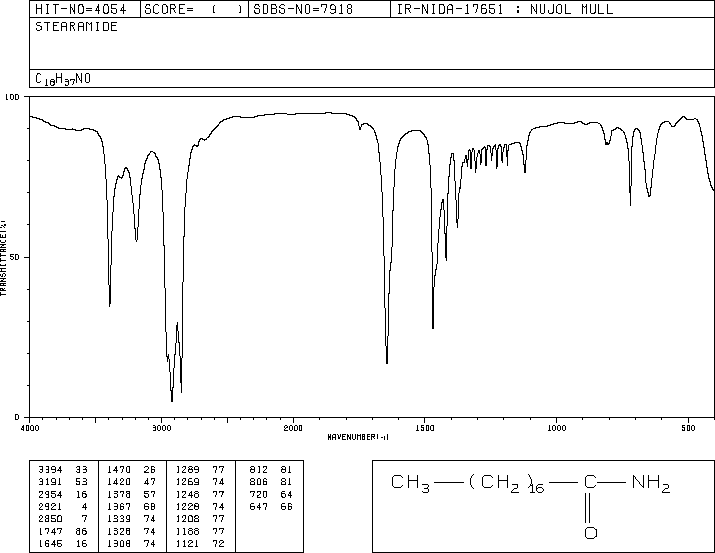 HIT-NO=4054 SCORE= ( ) SDBS-NO=7918 IR-NIDA-17651 : NUJOL MULL
STEARAMIDE
C18H37NO
100
50
0
TRANSMITTANCE(%)
4000 3000 2000 1500 1000 500
WAVENUMBER(-1)
3394 33 1470 26 1289 77 812 81
3191 53 1420 47 1269 74 806 81
2954 16 1378 57 1248 77 720 64
2921 4 1367 68 1228 74 647 66
2850 7 1339 74 1208 77
1747 86 1328 74 1188 77
1646 16 1308 74 1121 72
CH3—(CH2)16—C—NH2
O